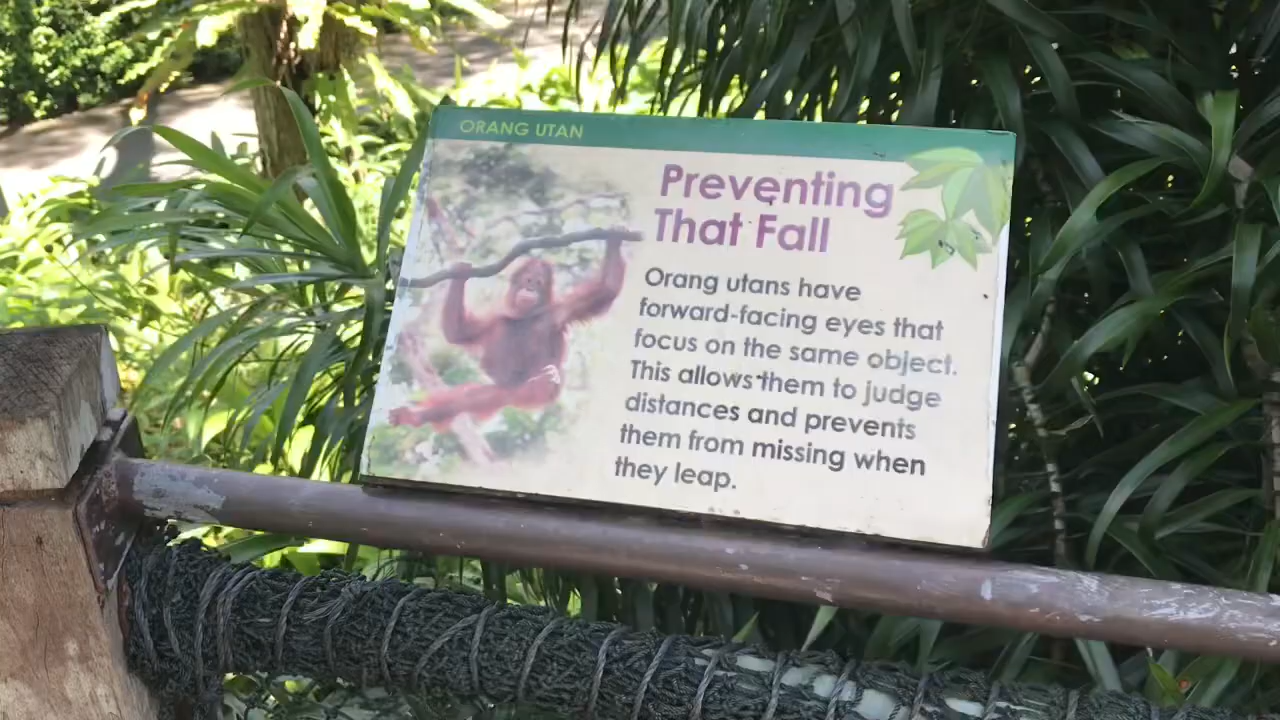 ORANG UTAN
Preventing
That Fall
Orang utans have
forward-facing eyes that
focus on the same object.
This allows them to judge
distances and prevents
them from missing when
they leap.